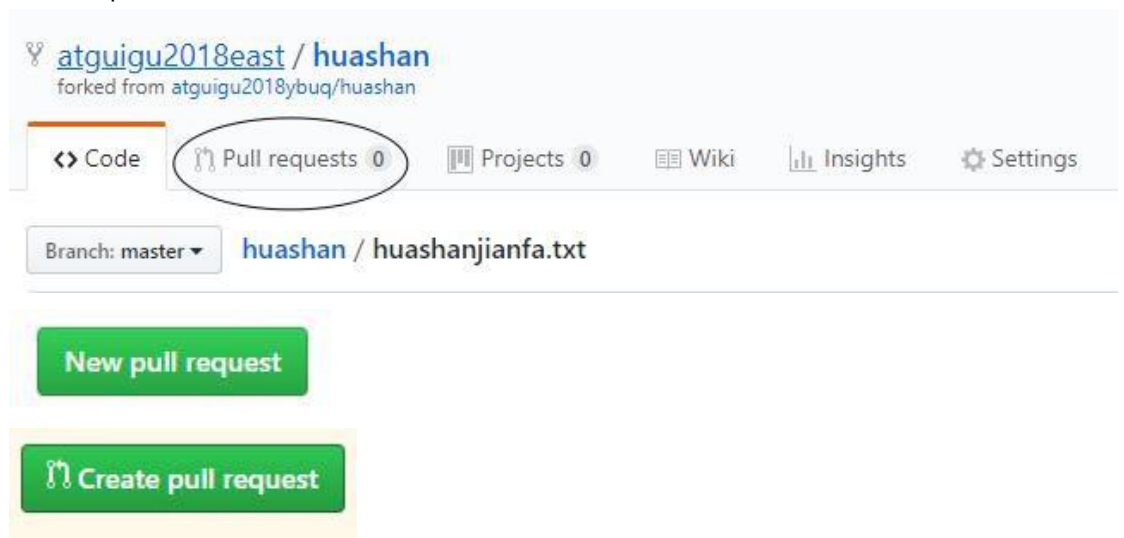 atguigu2018east / huashan
forked from atguigu2018ybuq/huashan
<> Code Pull requests 0 Projects 0 Wiki Insights Settings
Branch: master huashan / huashanjianfa.txt
New pull request
Create pull request